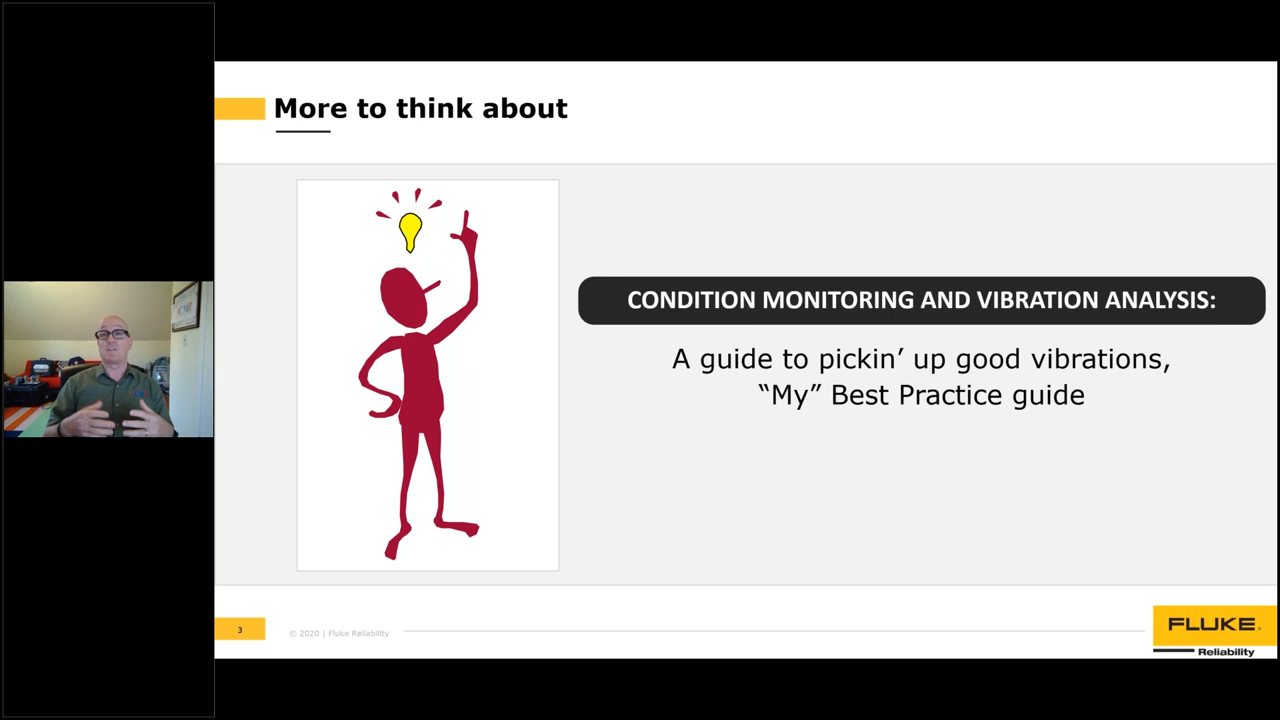 More to think about
CONDITION MONITORING AND VIBRATION ANALYSIS:
A guide to pickin’ up good vibrations,
“My” Best Practice guide
3
© 2020 | Fluke Reliability
FLUKE®
Reliability